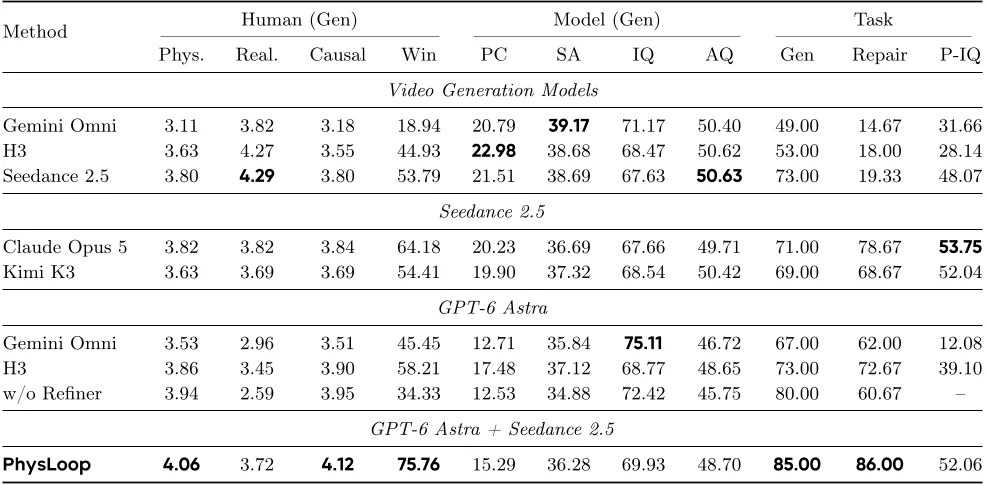 Method Human (Gen) Model (Gen) Task
Phys. Real. Causal Win PC SA IQ AQ Gen Repair P-IQ
Video Generation Models
Gemini Omni 3.11 3.82 3.18 18.94 20.79 39.17 71.17 50.40 49.00 14.67 31.66
H3 3.63 4.27 3.55 44.93 22.98 38.68 68.47 50.62 53.00 18.00 28.14
Seedance 2.5 3.80 4.29 3.80 53.79 21.51 38.69 67.63 50.63 73.00 19.33 48.07
Seedance 2.5
Claude Opus 5 3.82 3.82 3.84 64.18 20.23 36.69 67.66 49.71 71.00 78.67 53.75
Kimi K3 3.63 3.69 3.69 54.41 19.90 37.32 68.54 50.42 69.00 68.67 52.04
GPT-6 Astra
Gemini Omni 3.53 2.96 3.51 45.45 12.71 35.84 75.11 46.72 67.00 62.00 12.08
H3 3.86 3.45 3.90 58.21 17.48 37.12 68.77 48.65 73.00 72.67 39.10
w/o Refiner 3.94 2.59 3.95 34.33 12.53 34.88 72.42 45.75 80.00 60.67 –
GPT-6 Astra + Seedance 2.5
PhysLoop 4.06 3.72 4.12 75.76 15.29 36.28 69.93 48.70 85.00 86.00 52.06